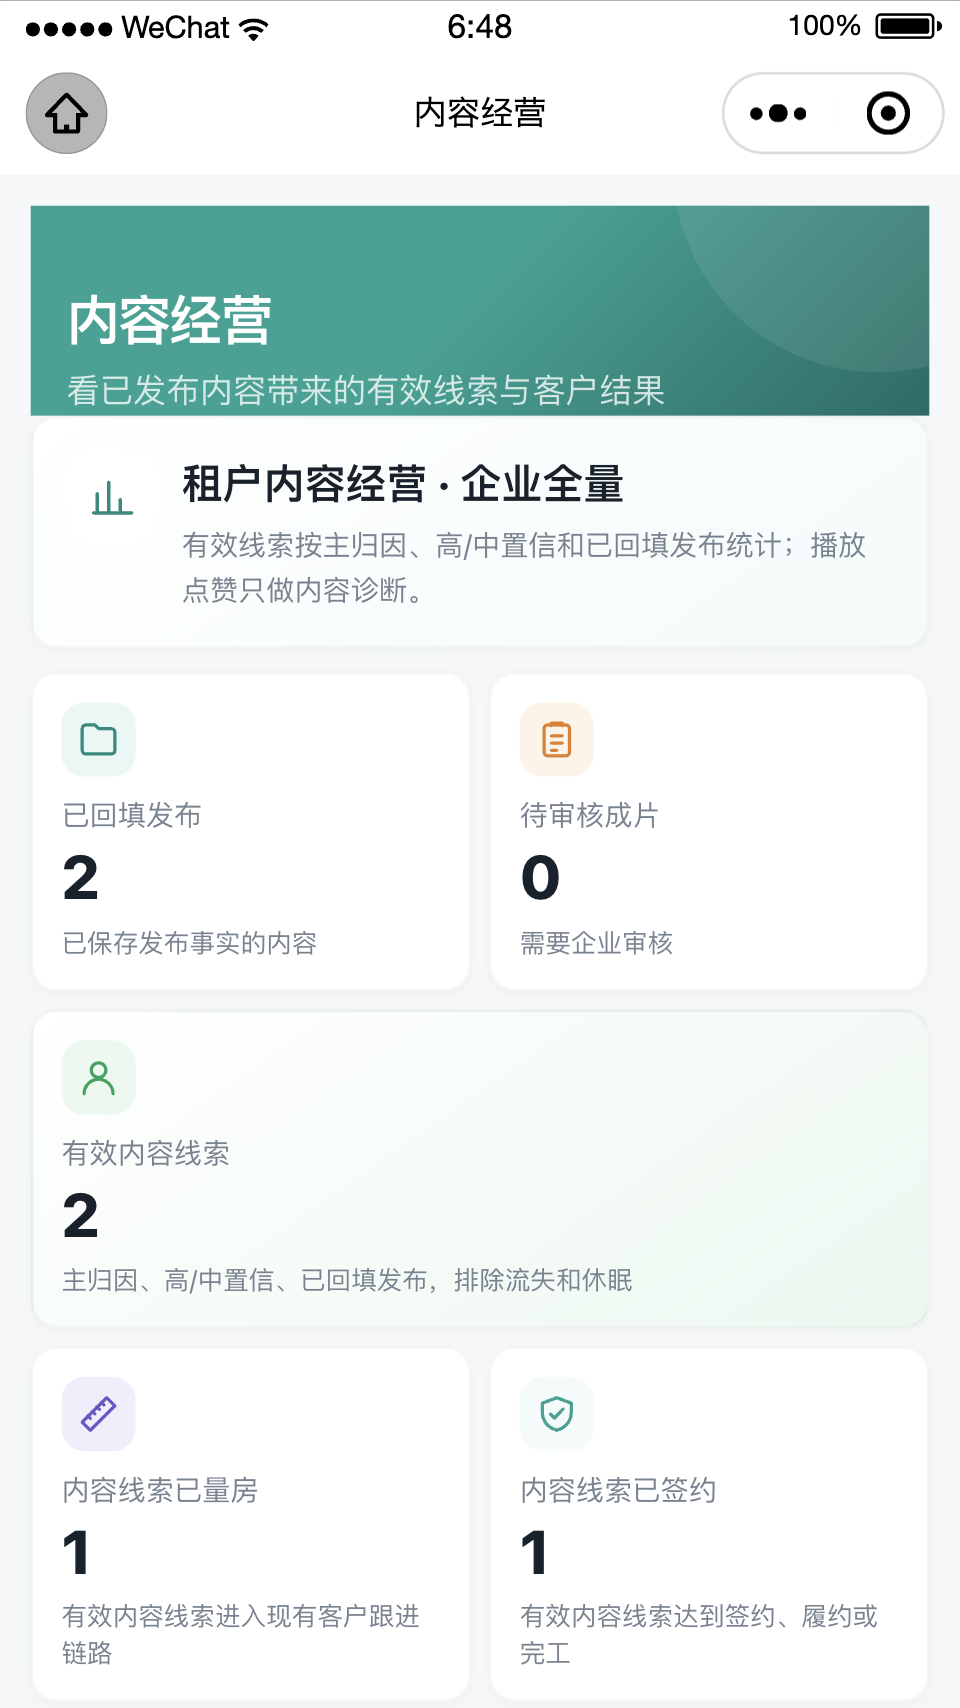 WeChat
6:48
100%
内容经营
内容经营
看已发布内容带来的有效线索与客户结果
租户内容经营 · 企业全量
有效线索按主归因、高/中置信和已回填发布统计；播放
点赞只做内容诊断。
已回填发布
2
已保存发布事实的内容
待审核成片
0
需要企业审核
有效内容线索
2
主归因、高/中置信、已回填发布，排除流失和休眠
内容线索已量房
1
有效内容线索进入现有客户跟进
链路
内容线索已签约
1
有效内容线索达到签约、履约或
完工